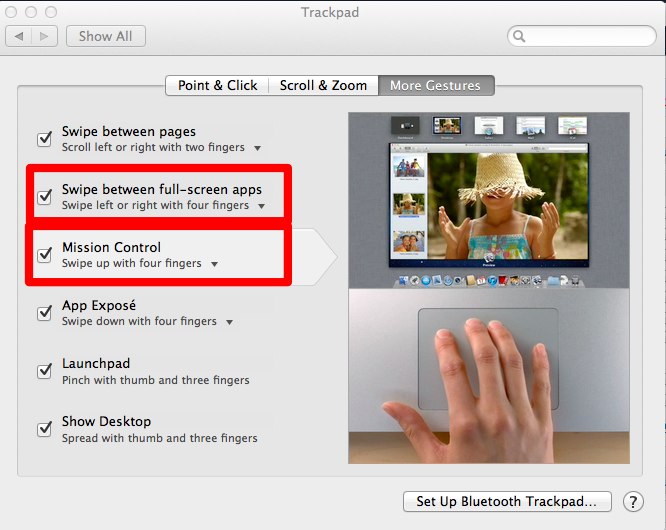 Trackpad
Show All
Point & Click
Scroll & Zoom
More Gestures
Swipe between pages
Scroll left or right with two fingers
Swipe between full-screen apps
Swipe left or right with four fingers
Mission Control
Swipe up with four fingers
App Exposé
Swipe down with four fingers
Launchpad
Pinch with thumb and three fingers
Show Desktop
Spread with thumb and three fingers
Set Up Bluetooth Trackpad...
?